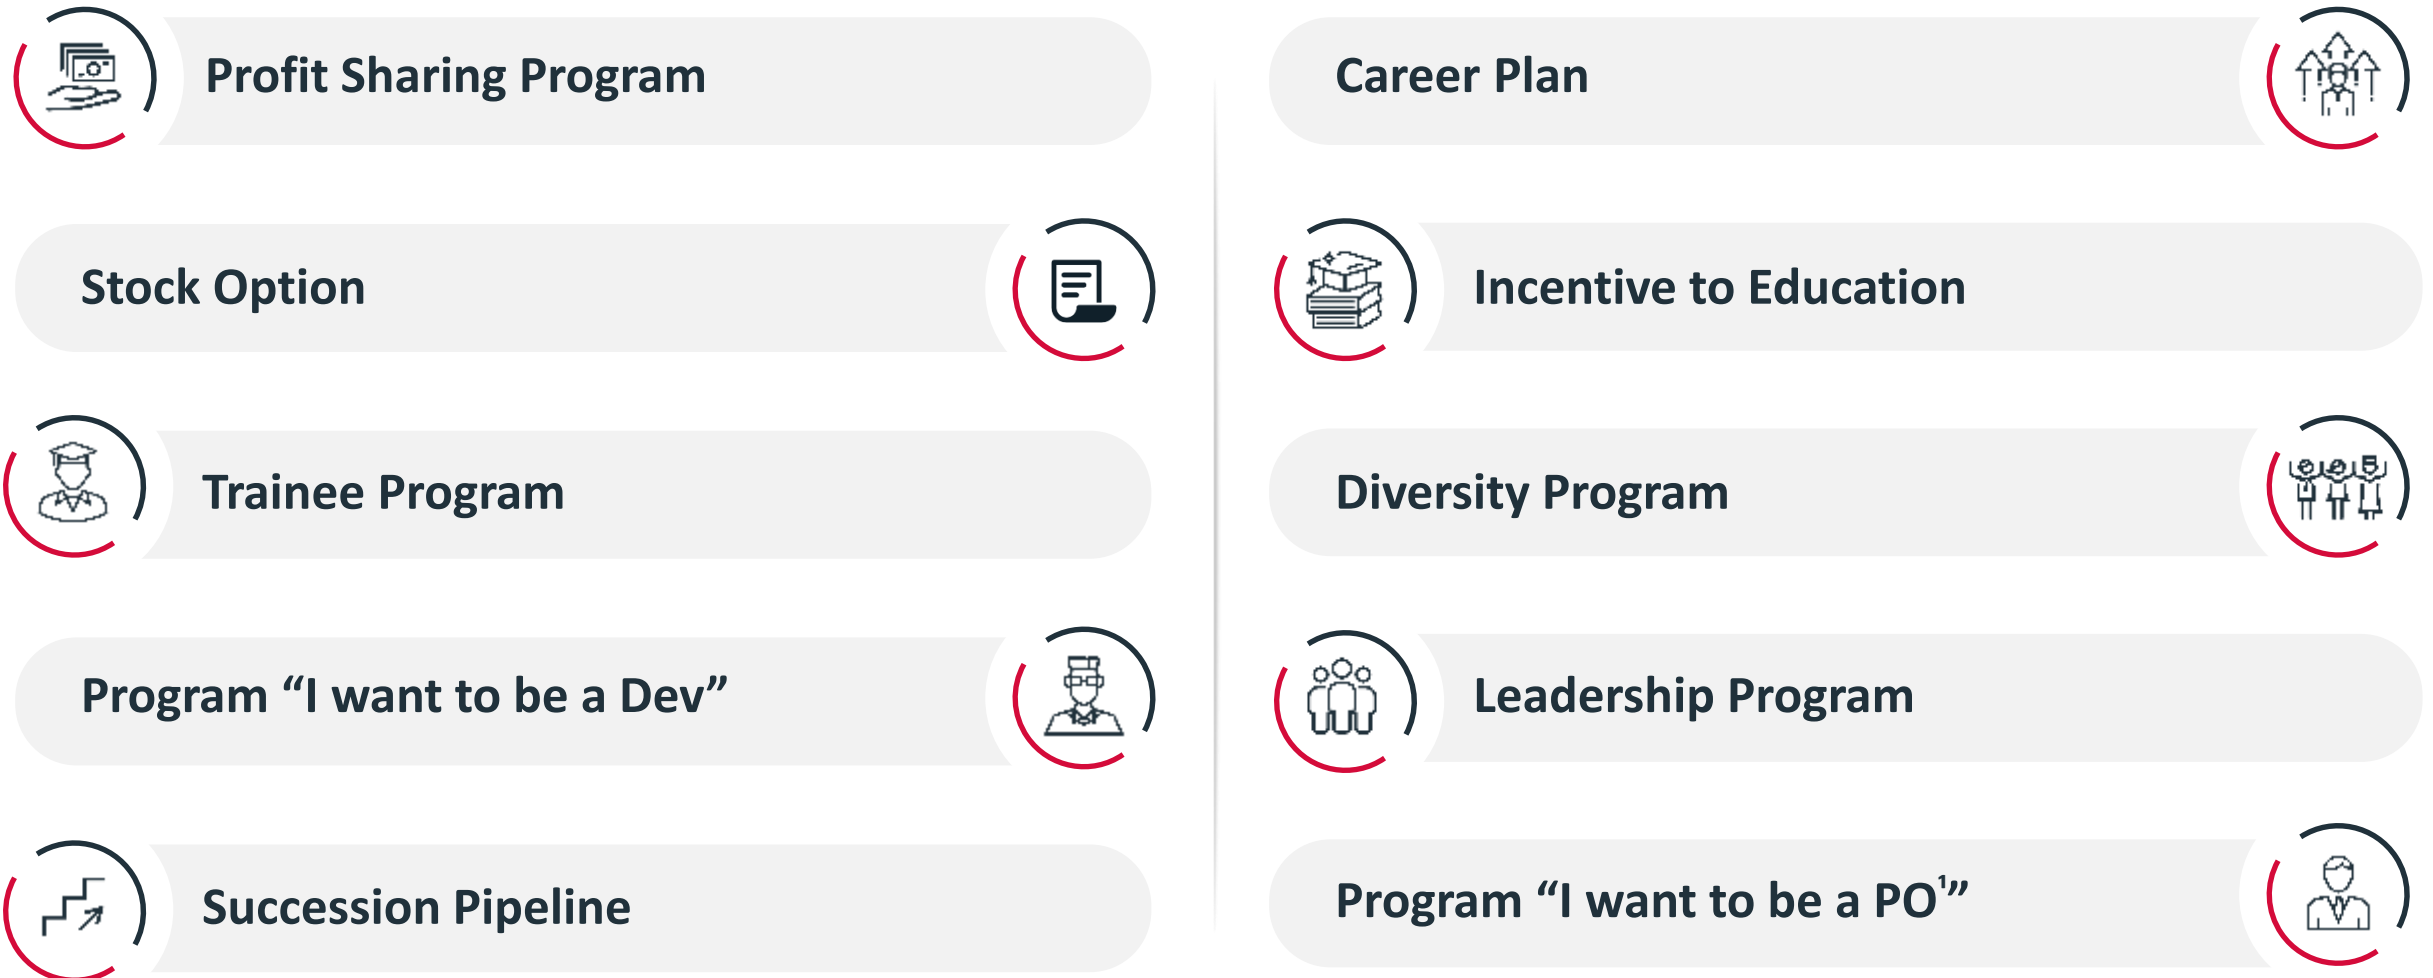 Profit Sharing Program
Stock Option
Trainee Program
Program “I want to be a Dev”
Succession Pipeline
Career Plan
Incentive to Education
Diversity Program
Leadership Program
Program “I want to be a PO¹”